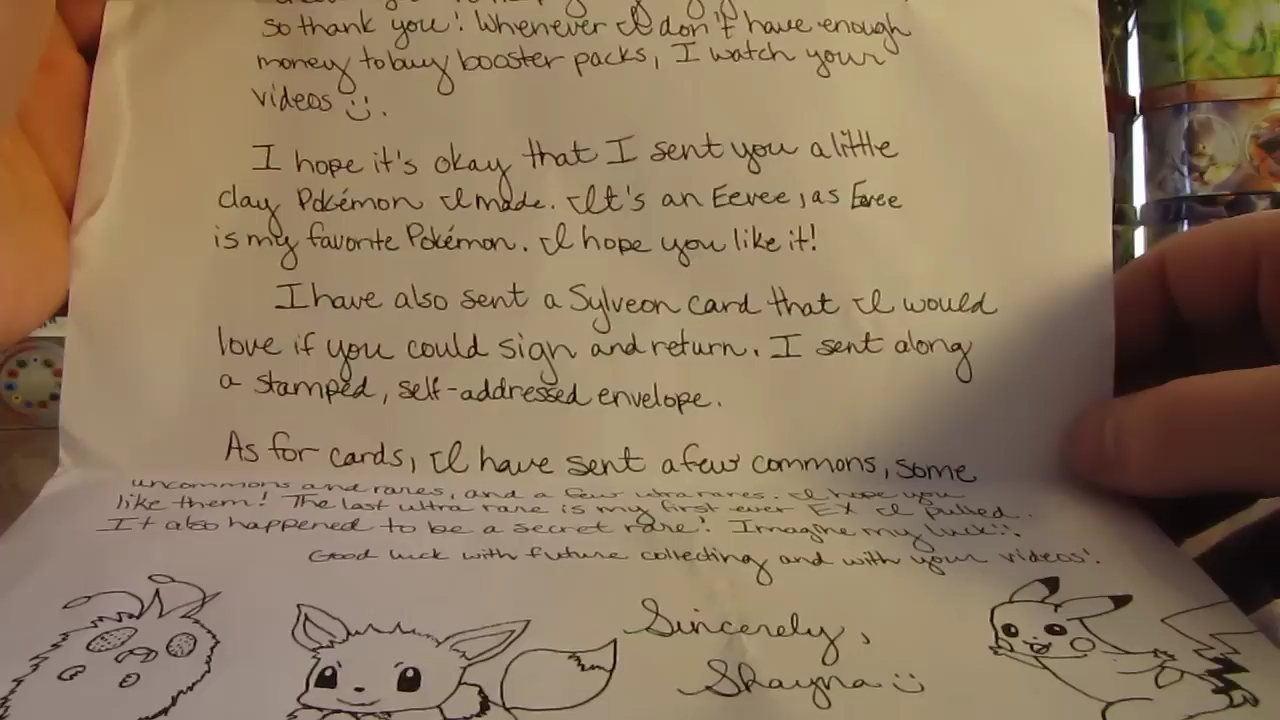 so thank you! Whenever I don't have enough
money to buy booster packs, I watch your
videos :).
I hope it's okay that I sent you a little
clay Pokémon I made. It's an Eevee, as Eevee
is my favorite Pokémon. I hope you like it!
I have also sent a Sylveon card that I would
love if you could sign and return. I sent along
a stamped, self-addressed envelope.
As for cards, I have sent a few commons, some
uncommons and rares, and a few ultra rares. I hope you
like them! The last ultra rare is my first ever EX I pulled.
It also happened to be a secret rare! Imagine my luck!!
Good luck with future collecting and with your videos!
Sincerely,
Shayna :)